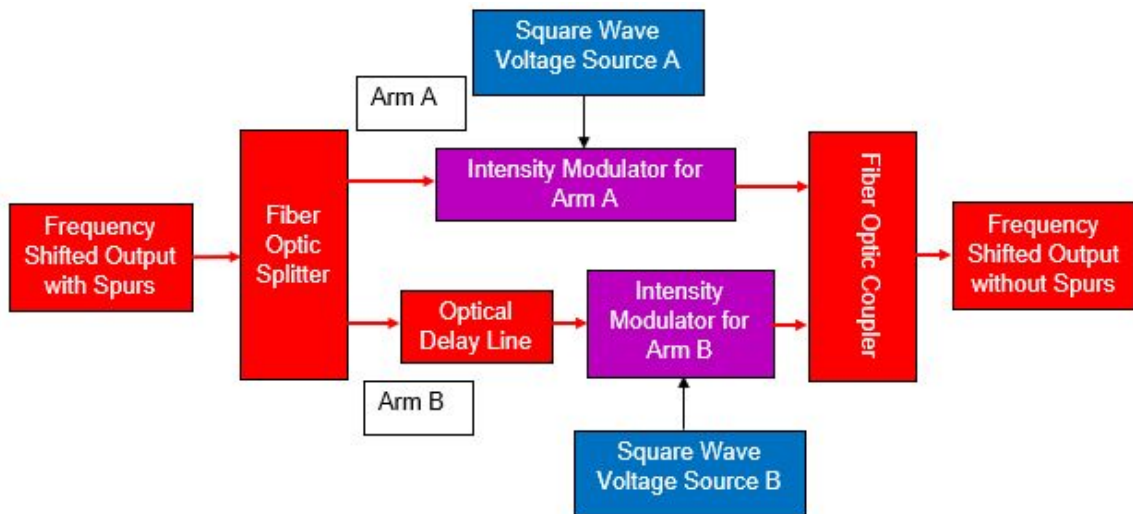 Square Wave
Voltage Source A
Arm A
Intensity Modulator for
Arm A
Fiber Optic Coupler
Frequency
Shifted Output
with Spurs
Fiber
Optic
Splitter
Frequency
Shifted Output
without Spurs
Optical
Delay Line
Intensity
Modulator for
Arm B
Arm B
Square Wave
Voltage Source B